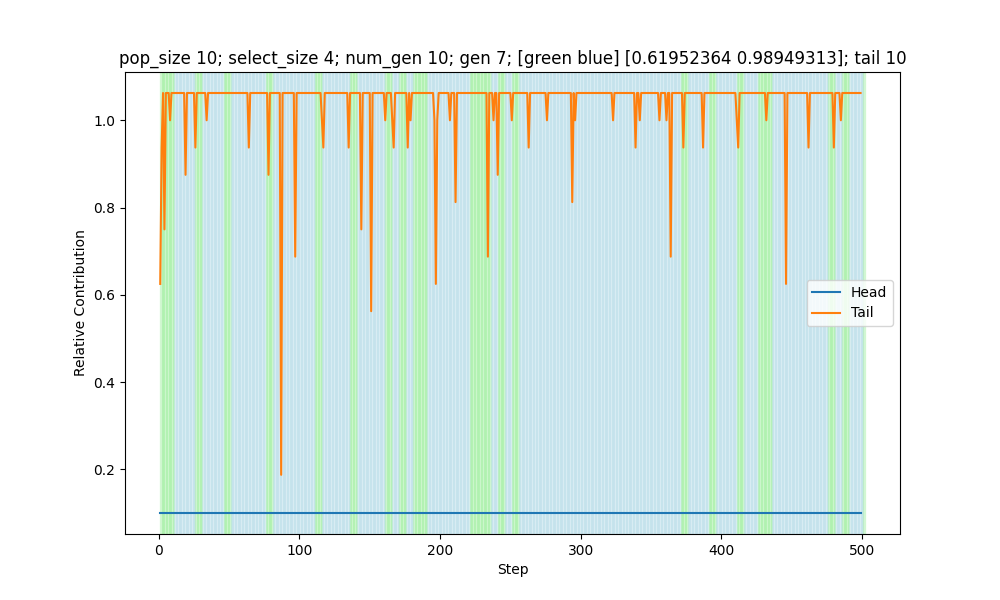 pop_size 10; select_size 4; num_gen 10; gen 7; [green blue] [0.61952364 0.98949313]; tail 10
Relative Contribution
1.0
0.8
0.6
0.4
0.2
Head
Tail
0 100 200 300 400 500
Step